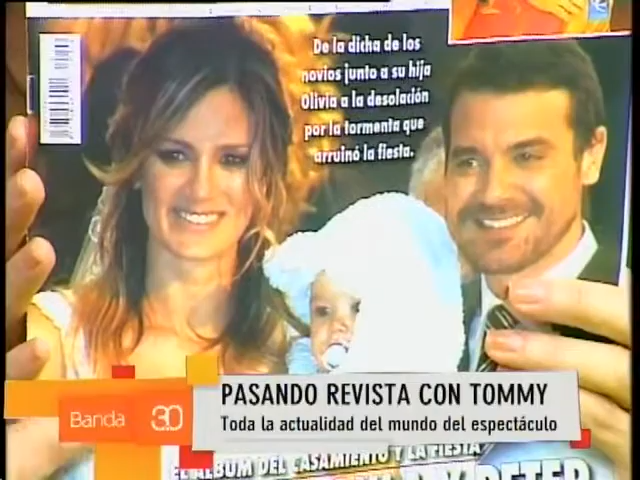 De la dicha de los
novios junto a su hija
Olivia a la desolación
por la tormenta que
arruinó la fiesta.
PASANDO REVISTA CON TOMMY
Toda la actualidad del mundo del espectáculo
Banda 30
EL ALBUM DEL CASAMIENTO Y LA FIESTA